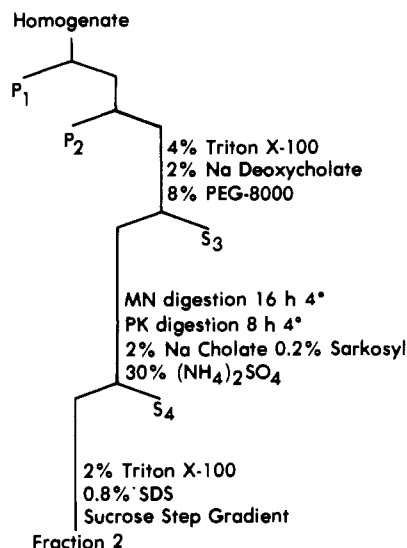 Homogenate
P1
P2
4% Triton X-100
2% Na Deoxycholate
8% PEG-8000
S3
MN digestion 16 h 4°
PK digestion 8 h 4°
2% Na Cholate 0.2% Sarkosyl
30% (NH4)2SO4
S4
2% Triton X-100
0.8% SDS
Sucrose Step Gradient
Fraction 2